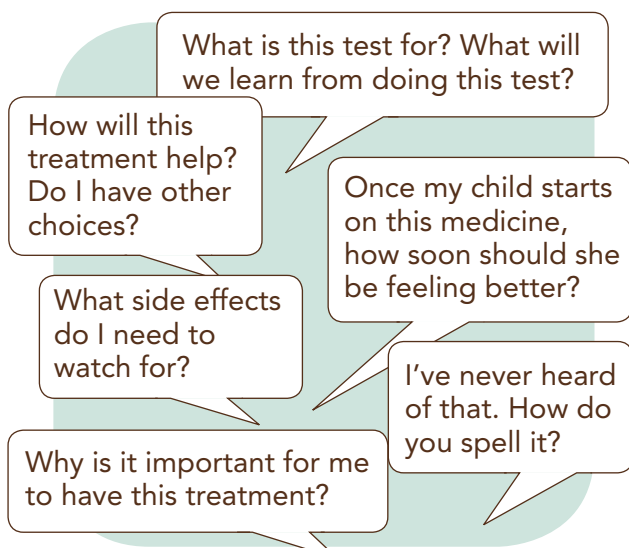 What is this test for? What will
we learn from doing this test?
How will this
treatment help?
Do I have other
choices?
Once my child starts
on this medicine,
how soon should she
be feeling better?
What side effects
do I need to
watch for?
I’ve never heard
of that. How do
you spell it?
Why is it important for me
to have this treatment?